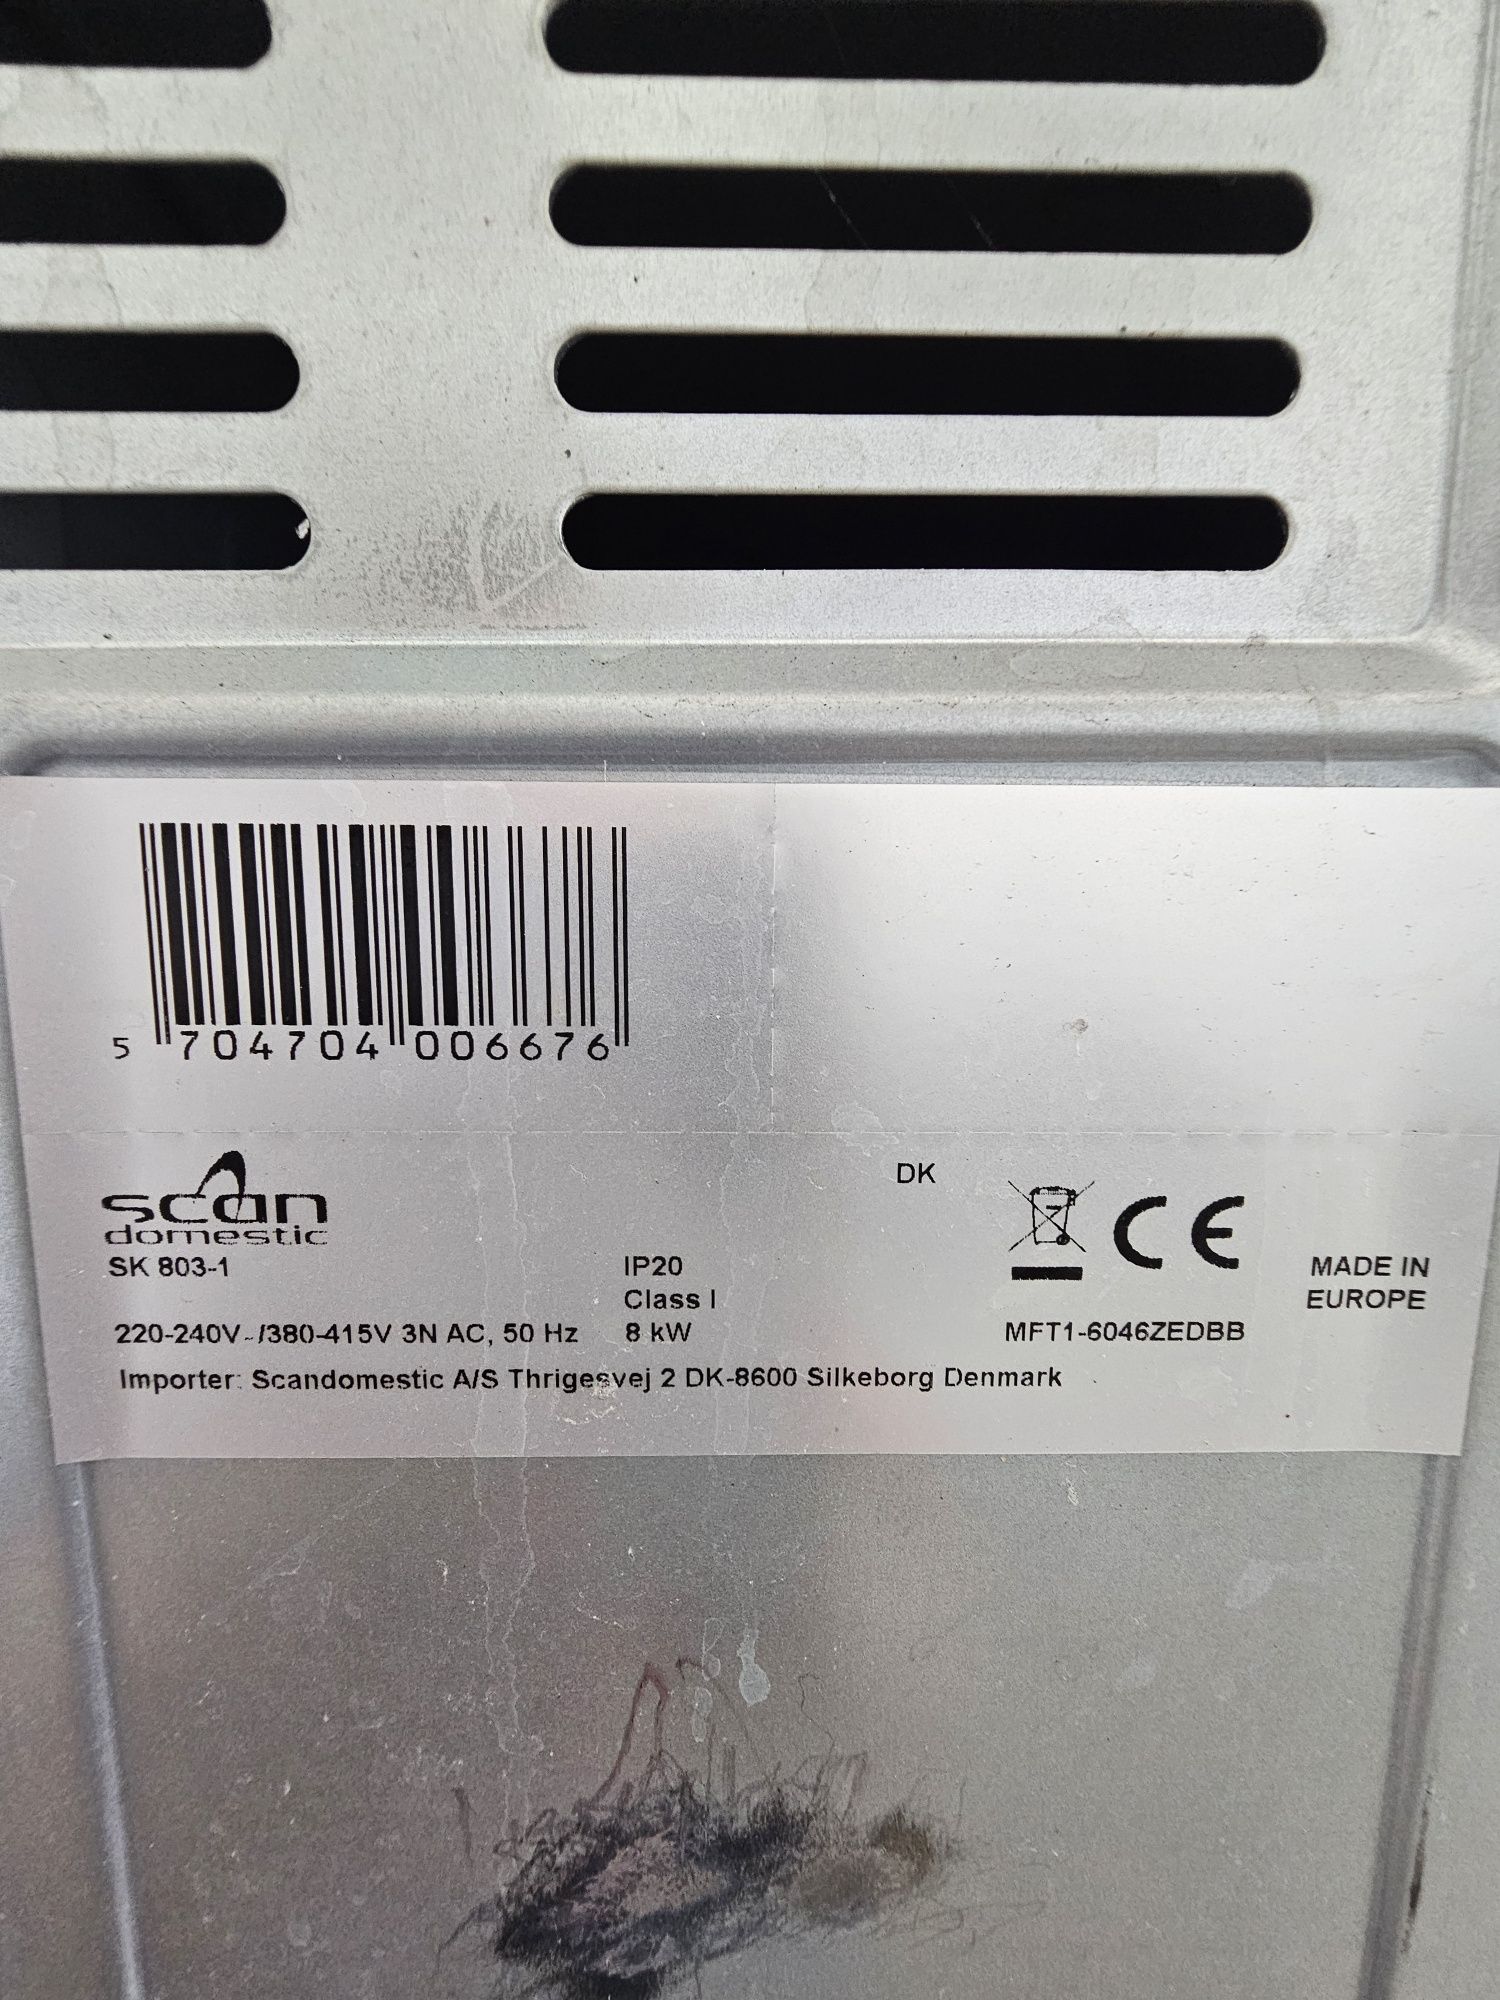 5 704704 006676
scan
domestic
DK
SK 803-1
IP20
Class I
MADE IN
EUROPE
220-240V~/380-415V 3N AC, 50 Hz
8 kW
MFT1-6046ZEDBB
Importer: Scandomestic A/S Thrigesvej 2 DK-8600 Silkeborg Denmark